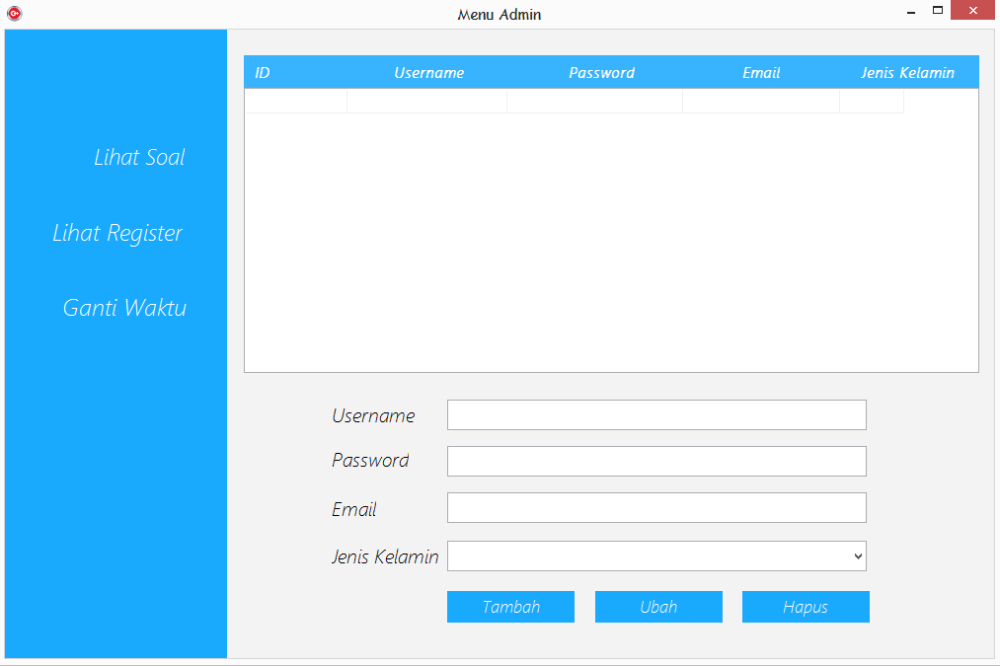 Menu Admin
ID Username Password Email Jenis Kelamin
Lihat Soal
Lihat Register
Ganti Waktu
Username
Password
Email
Jenis Kelamin
Tambah Ubah Hapus